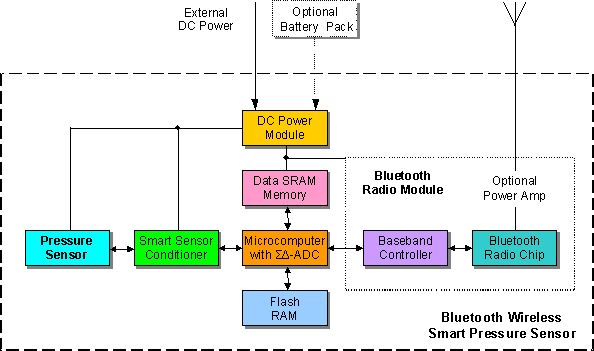 External
DC Power
Optional
Battery Pack
DC Power
Module
Bluetooth
Radio Module
Data SRAM
Memory
Optional
Power Amp
Pressure
Sensor
Smart Sensor
Conditioner
Microcomputer
with ΣΔ-ADC
Baseband
Controller
Bluetooth
Radio Chip
Flash
RAM
Bluetooth Wireless
Smart Pressure Sensor